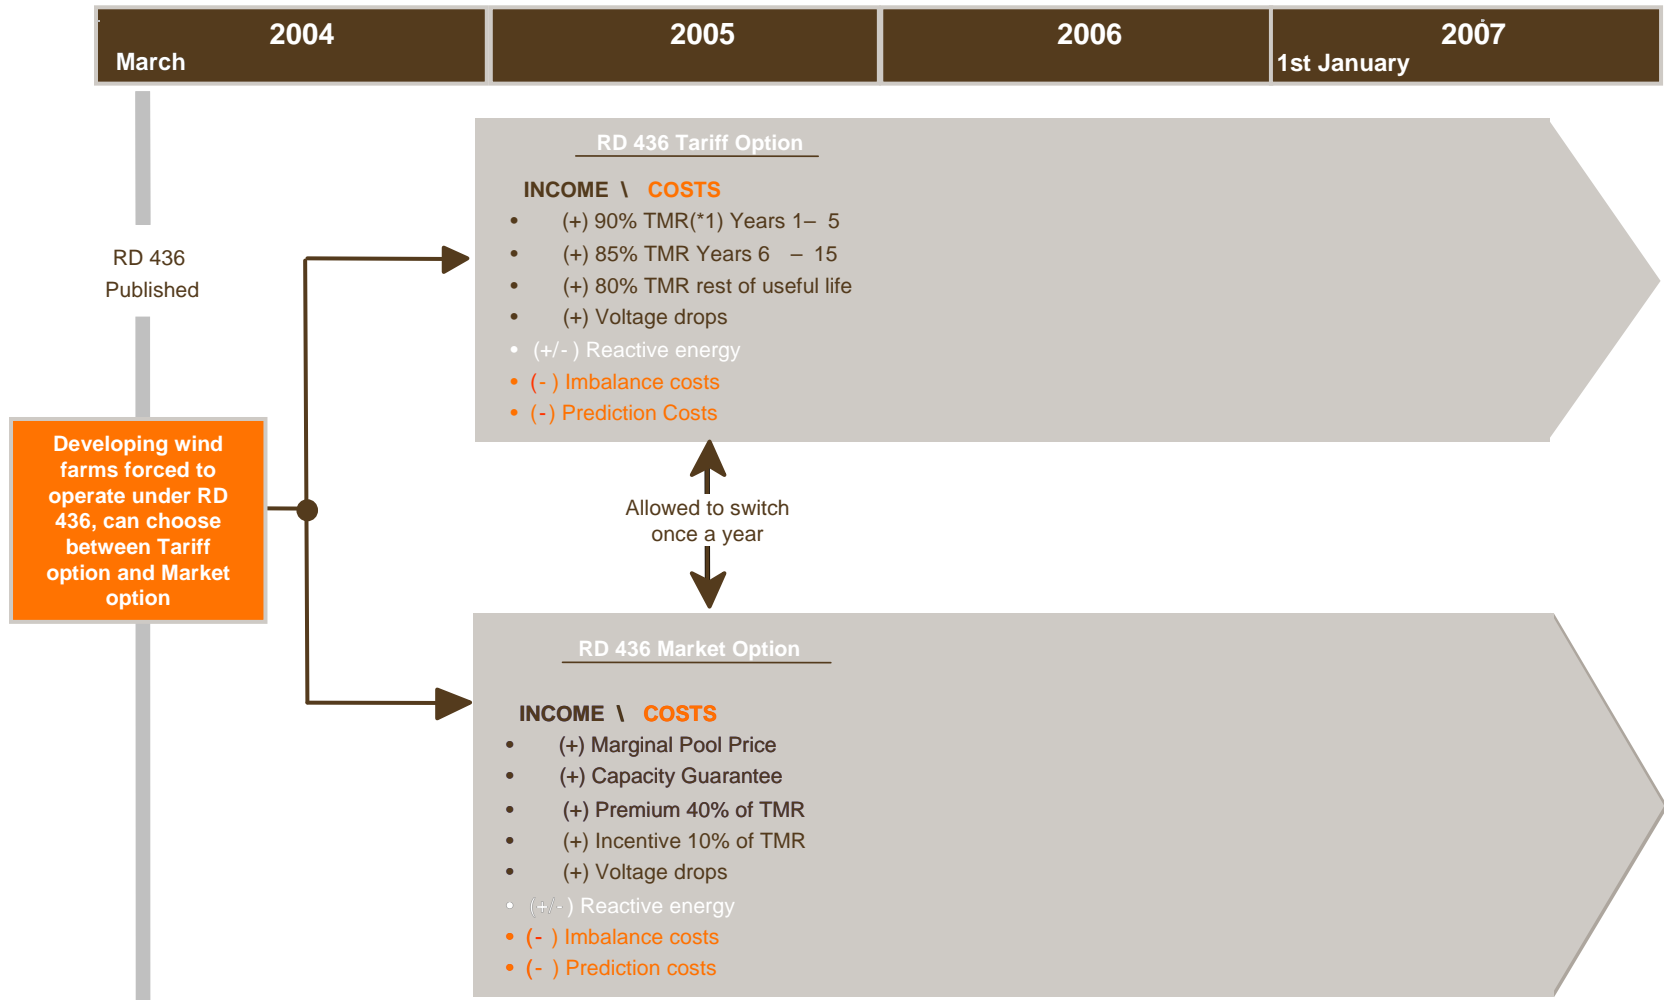 2004
2005
2006
2007
March
1st January
RD 436 Tariff Option
INCOME \ COSTS
• (+) 90% TMR(*1) Years 1– 5
• (+) 85% TMR Years 6 – 15
• (+) 80% TMR rest of useful life
• (+) Voltage drops
• (+/-) Reactive energy
• (-) Imbalance costs
• (-) Prediction Costs
RD 436
Published
Developing wind
farms forced to
operate under RD
436, can choose
between Tariff
option and Market
option
Allowed to switch
once a year
RD 436 Market Option
INCOME \ COSTS
• (+) Marginal Pool Price
• (+) Capacity Guarantee
• (+) Premium 40% of TMR
• (+) Incentive 10% of TMR
• (+) Voltage drops
• (+/-) Reactive energy
• (- ) Imbalance costs
• (- ) Prediction costs